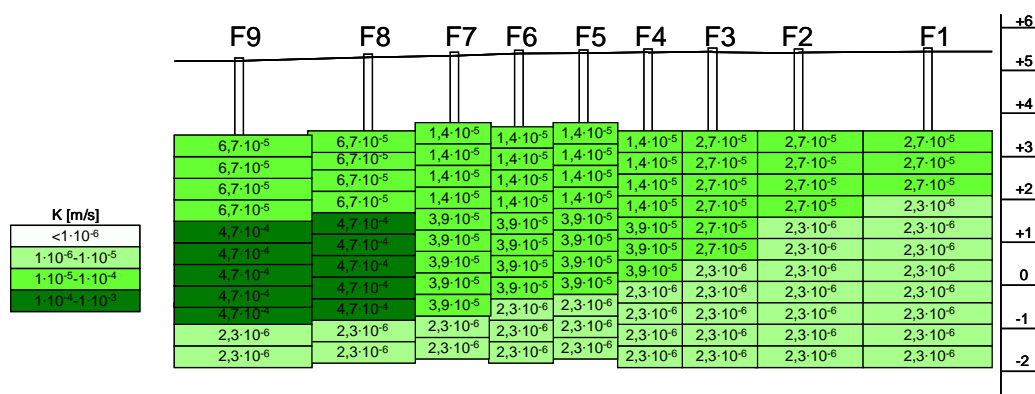 F9 F8 F7 F6 F5 F4 F3 F2 F1
+6
+5
+4
+3
+2
+1
0
-1
-2
6,7·10⁻⁵ 6,7·10⁻⁵ 1,4·10⁻⁵ 1,4·10⁻⁵ 1,4·10⁻⁵ 1,4·10⁻⁵ 2,7·10⁻⁵ 2,7·10⁻⁵ 2,7·10⁻⁵
6,7·10⁻⁵ 6,7·10⁻⁵ 1,4·10⁻⁵ 1,4·10⁻⁵ 1,4·10⁻⁵ 1,4·10⁻⁵ 2,7·10⁻⁵ 2,7·10⁻⁵ 2,7·10⁻⁵
6,7·10⁻⁵ 6,7·10⁻⁵ 1,4·10⁻⁵ 1,4·10⁻⁵ 1,4·10⁻⁵ 1,4·10⁻⁵ 2,7·10⁻⁵ 2,7·10⁻⁵ 2,7·10⁻⁵
6,7·10⁻⁵ 6,7·10⁻⁵ 1,4·10⁻⁵ 1,4·10⁻⁵ 1,4·10⁻⁵ 1,4·10⁻⁵ 2,7·10⁻⁵ 2,7·10⁻⁵ 2,3·10⁻⁶
4,7·10⁻⁴ 4,7·10⁻⁴ 3,9·10⁻⁵ 3,9·10⁻⁵ 3,9·10⁻⁵ 3,9·10⁻⁵ 2,7·10⁻⁵ 2,3·10⁻⁶ 2,3·10⁻⁶
4,7·10⁻⁴ 4,7·10⁻⁴ 3,9·10⁻⁵ 3,9·10⁻⁵ 3,9·10⁻⁵ 3,9·10⁻⁵ 2,7·10⁻⁵ 2,3·10⁻⁶ 2,3·10⁻⁶
4,7·10⁻⁴ 4,7·10⁻⁴ 3,9·10⁻⁵ 3,9·10⁻⁵ 3,9·10⁻⁵ 3,9·10⁻⁵ 2,3·10⁻⁶ 2,3·10⁻⁶ 2,3·10⁻⁶
4,7·10⁻⁴ 4,7·10⁻⁴ 3,9·10⁻⁵ 3,9·10⁻⁵ 3,9·10⁻⁵ 2,3·10⁻⁶ 2,3·10⁻⁶ 2,3·10⁻⁶ 2,3·10⁻⁶
4,7·10⁻⁴ 4,7·10⁻⁴ 3,9·10⁻⁵ 2,3·10⁻⁶ 2,3·10⁻⁶ 2,3·10⁻⁶ 2,3·10⁻⁶ 2,3·10⁻⁶ 2,3·10⁻⁶
2,3·10⁻⁶ 2,3·10⁻⁶ 2,3·10⁻⁶ 2,3·10⁻⁶ 2,3·10⁻⁶ 2,3·10⁻⁶ 2,3·10⁻⁶ 2,3·10⁻⁶ 2,3·10⁻⁶
2,3·10⁻⁶ 2,3·10⁻⁶ 2,3·10⁻⁶ 2,3·10⁻⁶ 2,3·10⁻⁶ 2,3·10⁻⁶ 2,3·10⁻⁶ 2,3·10⁻⁶ 2,3·10⁻⁶
K [m/s]
<1·10⁻⁶
1·10⁻⁶-1·10⁻⁵
1·10⁻⁵-1·10⁻⁴
1·10⁻⁴-1·10⁻³